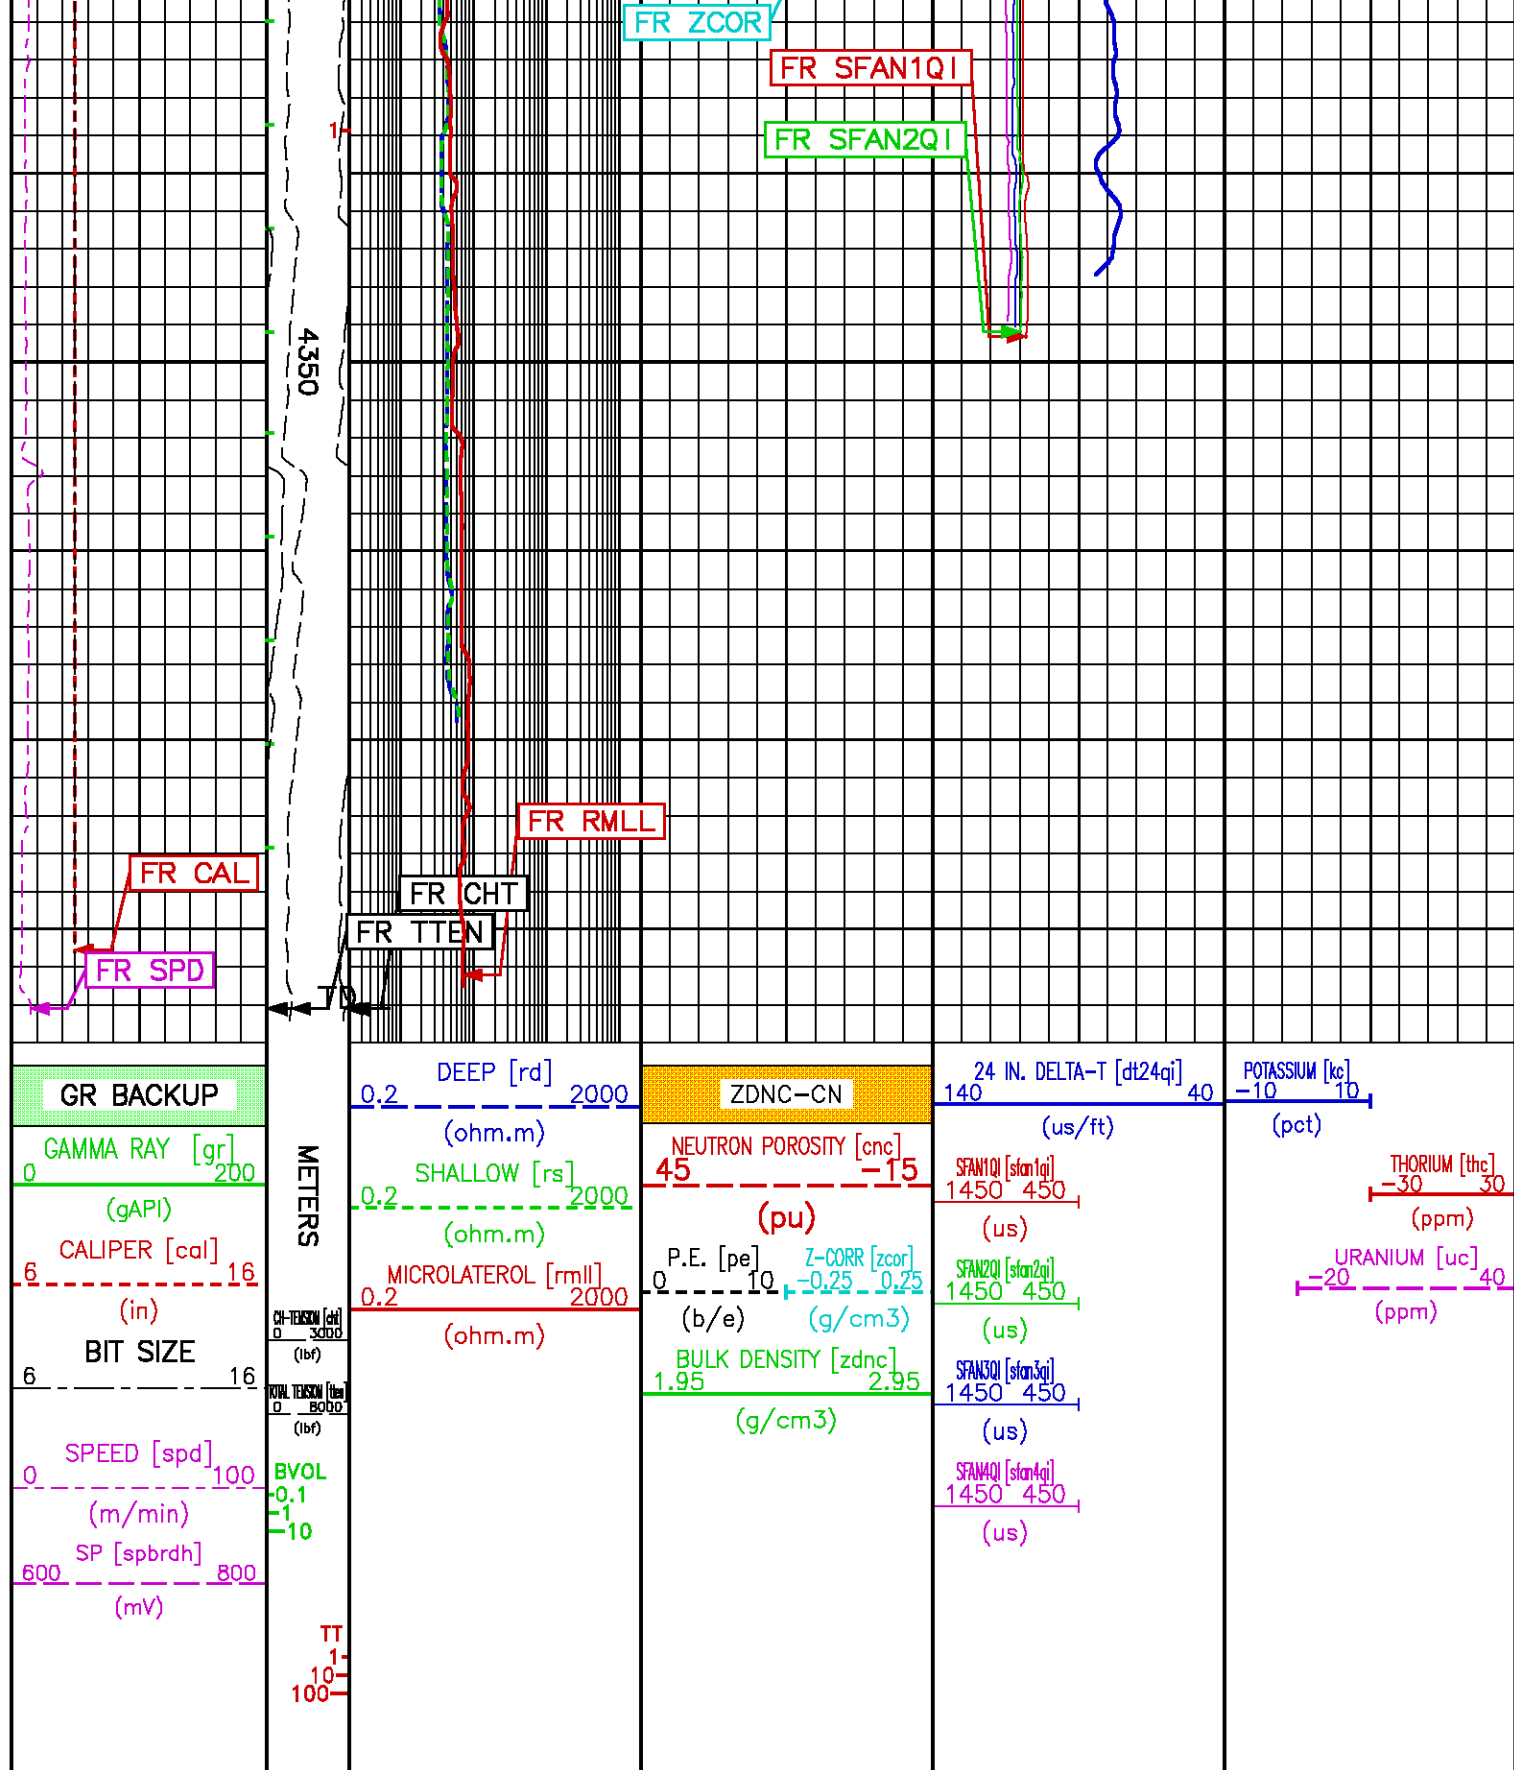 FR ZCOR
FR SFAN1QI
1
FR SFAN2QI
4350
FR RMLL
FR CAL
FR CHT
FR TTEN
FR SPD
TD
GR BACKUP
GAMMA RAY [gr]
0 200
(gAPI)
CALIPER [cal]
6 16
(in)
BIT SIZE
6 16
SPEED [spd]
0 100
(m/min)
SP [spbrdh]
600 800
(mV)
METERS
CH-TENSION [cht]
0 3000
(lbf)
TOTAL TENSION [tten]
0 8000
(lbf)
BVOL
0.1
1
10
TT
1
10
100
DEEP [rd]
0.2 2000
(ohm.m)
SHALLOW [rs]
0.2 2000
(ohm.m)
MICROLATEROL [rmll]
0.2 2000
(ohm.m)
ZDNC-CN
NEUTRON POROSITY [cnc]
45 -15
(pu)
P.E. [pe]
0 10
(b/e)
Z-CORR [zcor]
-0.25 0.25
(g/cm3)
BULK DENSITY [zdnc]
1.95 2.95
(g/cm3)
24 IN. DELTA-T [dt24qi]
140 40
(us/ft)
SFAN1QI [sfan1qi]
1450 450
(us)
SFAN2QI [sfan2qi]
1450 450
(us)
SFAN3QI [sfan3qi]
1450 450
(us)
SFAN4QI [sfan4qi]
1450 450
(us)
POTASSIUM [kc]
-10 10
(pct)
THORIUM [thc]
-30 30
(ppm)
URANIUM [uc]
-20 40
(ppm)